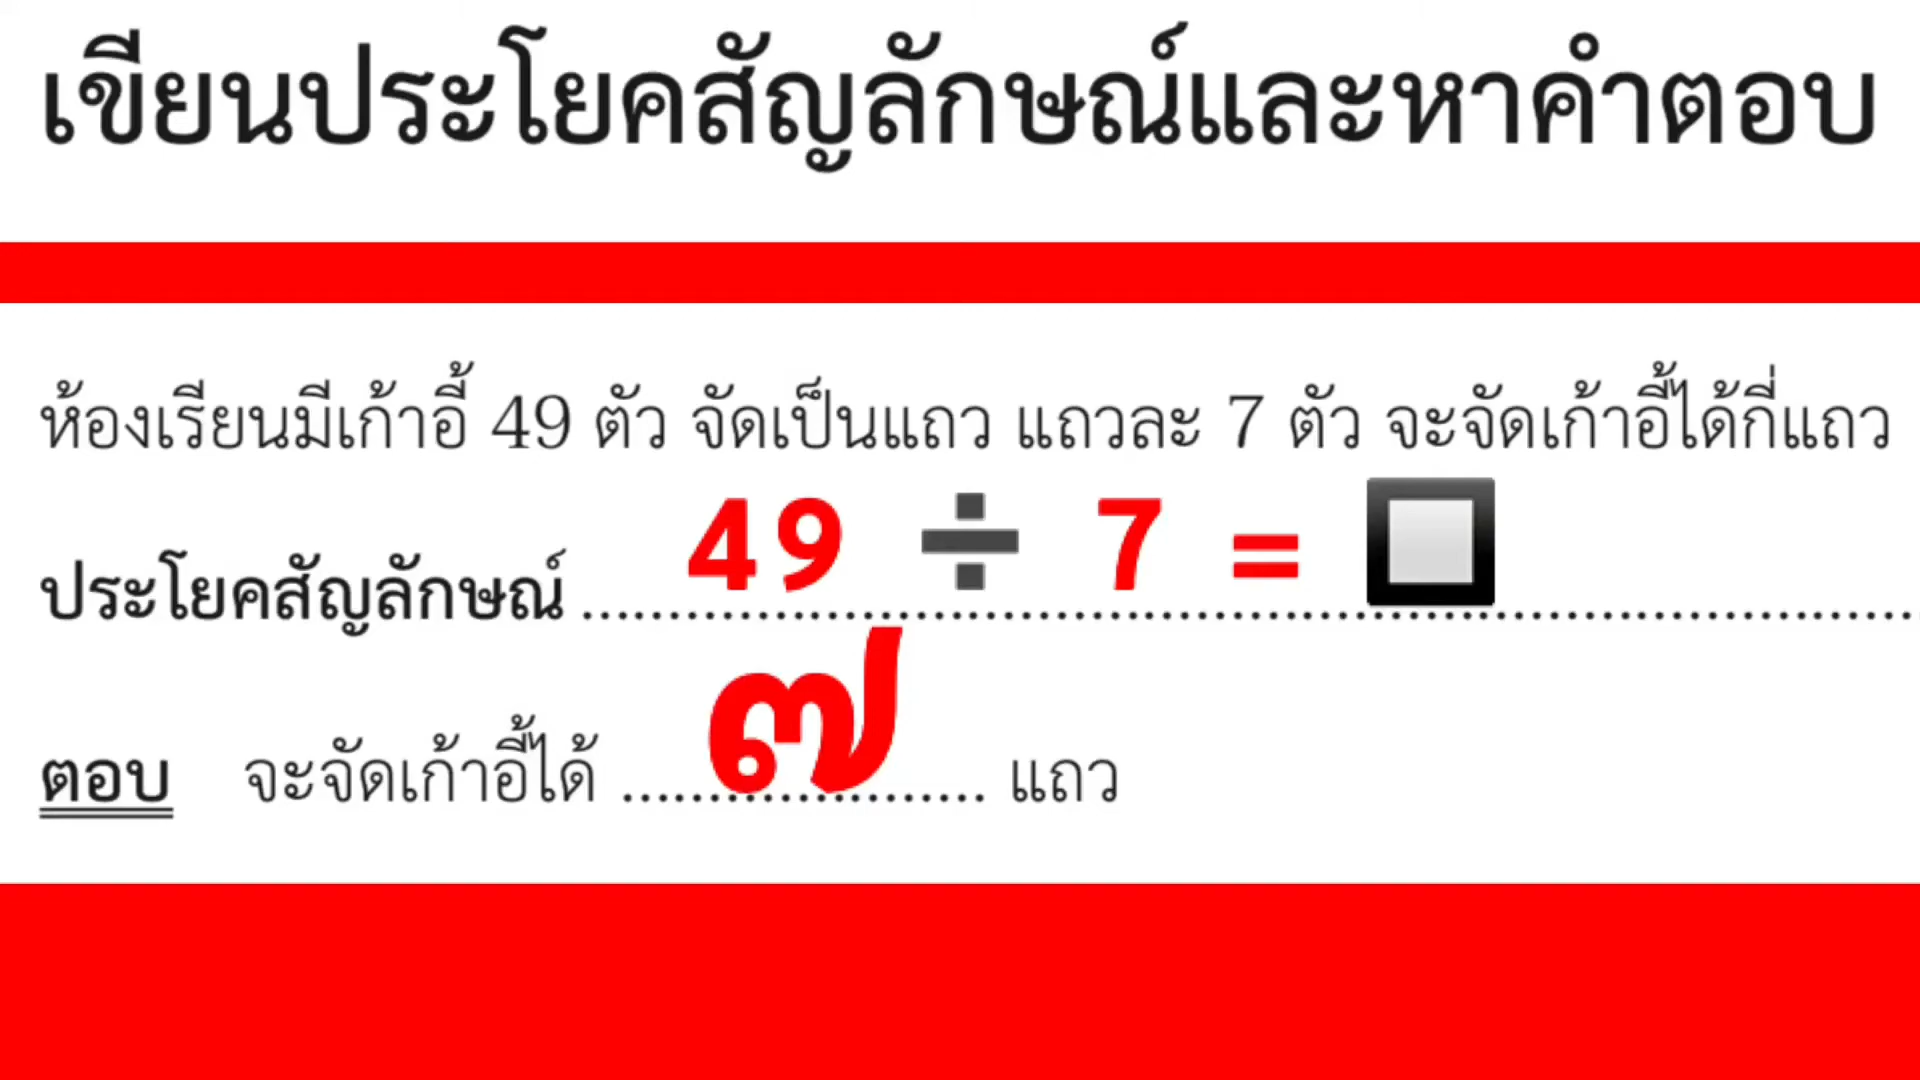 เขียนประโยคสัญลักษณ์และหาคำตอบ
ห้องเรียนมีเก้าอี้ 49 ตัว จัดเป็นแถว แถวละ 7 ตัว จะจัดเก้าอี้ได้กี่แถว
ประโยคสัญลักษณ์ 49 ÷ 7 = 🔲
ตอบ จะจัดเก้าอี้ได้ ๗ แถว